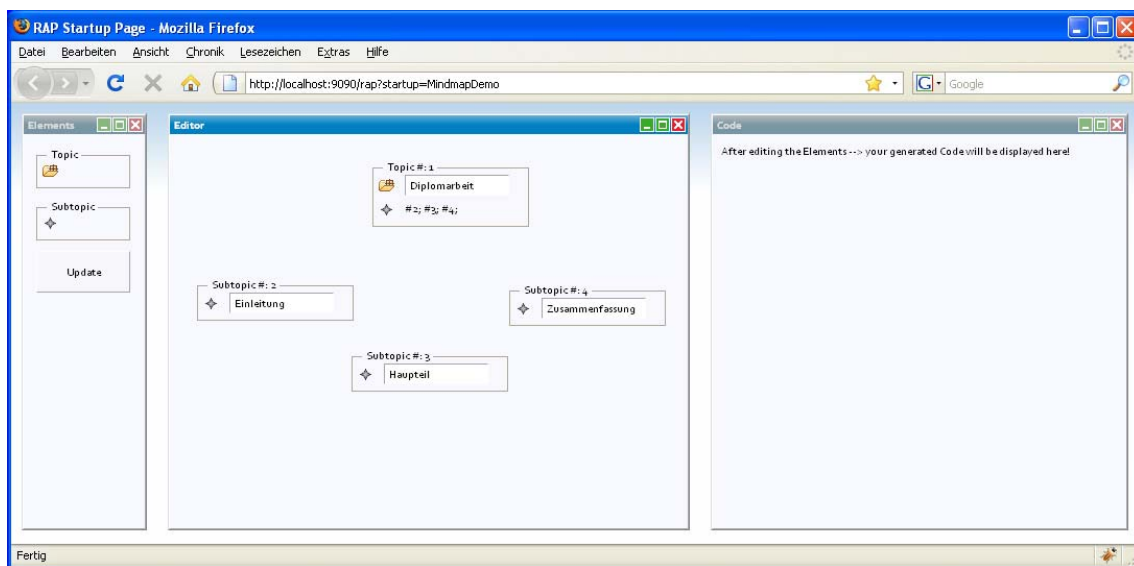 RAP Startup Page - Mozilla Firefox
Datei Bearbeiten Ansicht Chronik Lesezeichen Extras Hilfe
http://localhost:9090/rap?startup=MindmapDemo
G Google
Elements
Topic
Subtopic
Update
Editor
Topic #: 1
Diplomarbeit
#2; #3; #4;
Subtopic #: 2
Einleitung
Subtopic #: 4
Zusammenfassung
Subtopic #: 3
Haupteil
Code
After editing the Elements --> your generated Code will be displayed here!
Fertig